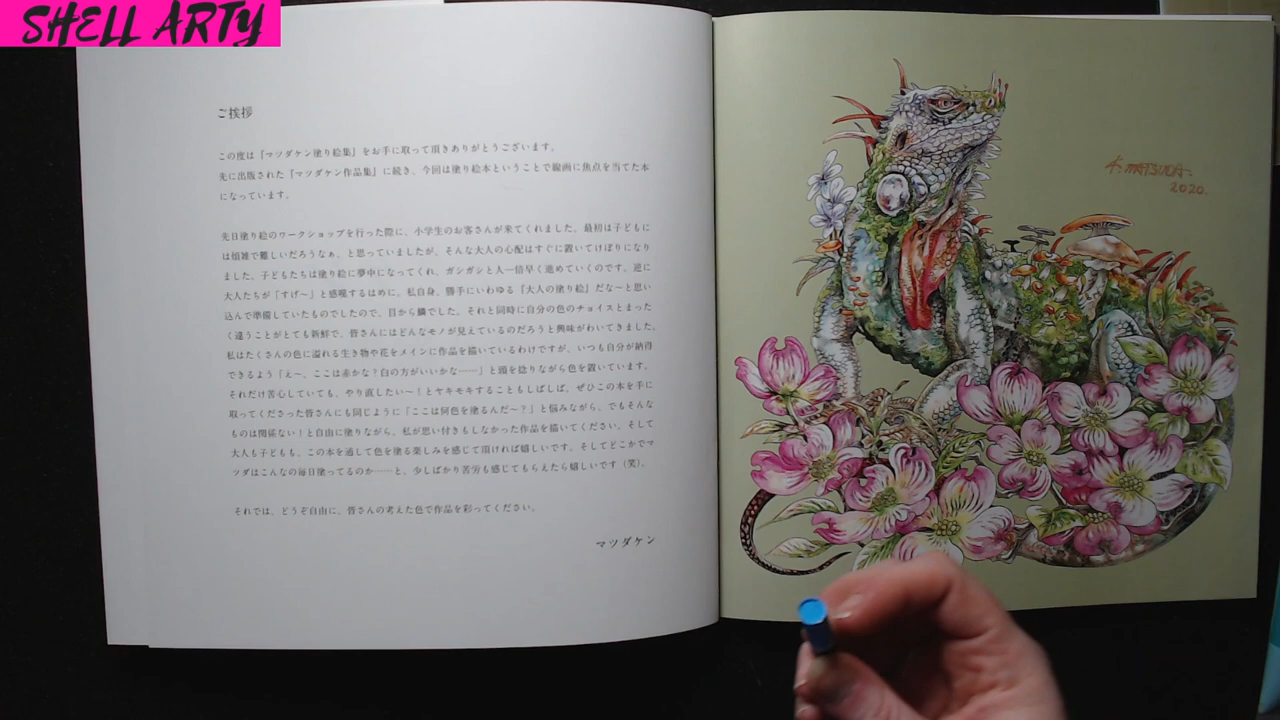 SHELL ARTY
ご挨拶
この度は『マツダケン塗り絵集』をお手に取って頂きありがとうございます。
先に出版された『マツダケン作品集』に続き、今回は塗り絵本ということで線画に焦点を当てた本
になっています。
先日塗り絵のワークショップを行った際に、小学生のお客さんが来てくれました。最初は子どもに
は煩雑で難しいだろうなぁ、と思っていましたが、そんな大人の心配はすぐに置いてけぼりになり
ました。子どもたちは塗り絵に夢中になってくれ、ガシガシと人一倍早く進めていくのです。逆に
大人たちが「すげ〜」と感嘆するはめに。私自身、勝手にいわゆる『大人の塗り絵』だな〜と思い
込んで準備していたものでしたので、目から鱗でした。それと同時に自分の色のチョイスとまった
く違うことがとても新鮮で、皆さんにはどんなモノが見えているのだろうと興味がわいてきました。
私はたくさんの色に溢れる生き物や花をメインに作品を描いているわけですが、いつも自分が納得
できるよう「え〜、ここは赤かな？白の方がいいかな……」と頭を捻りながら色を置いています。
それだけ苦心していても、やり直したい〜！とヤキモキすることもしばしば。ぜひこの本を手に
取ってくださった皆さんにも同じように「ここは何色を塗るんだ〜？」と悩みながら、でもそんな
ものは関係ない！と自由に塗りながら、私が思い付きもしなかった作品を描いてください。そして
大人も子どもも、この本を通して色を塗る楽しみを感じて頂ければ嬉しいです。そしてどこかでマ
ツダはこんなの毎日塗ってるのか……と、少しばかり苦労も感じてもらえたら嬉しいです（笑）。
それでは、どうぞ自由に、皆さんの考えた色で作品を彩ってください。
マツダケン
K. MATSUDA.
2020.